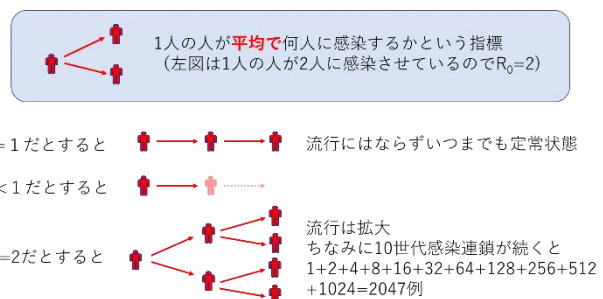 1人の人が平均で何人に感染するかという指標
（左図は1人の人が2人に感染させているのでR₀=2）
=１だとすると
流行にはならずいつまでも定常状態
<１だとすると
=2だとすると
流行は拡大
ちなみに10世代感染連鎖が続くと
1+2+4+8+16+32+64+128+256+512
+1024=2047例